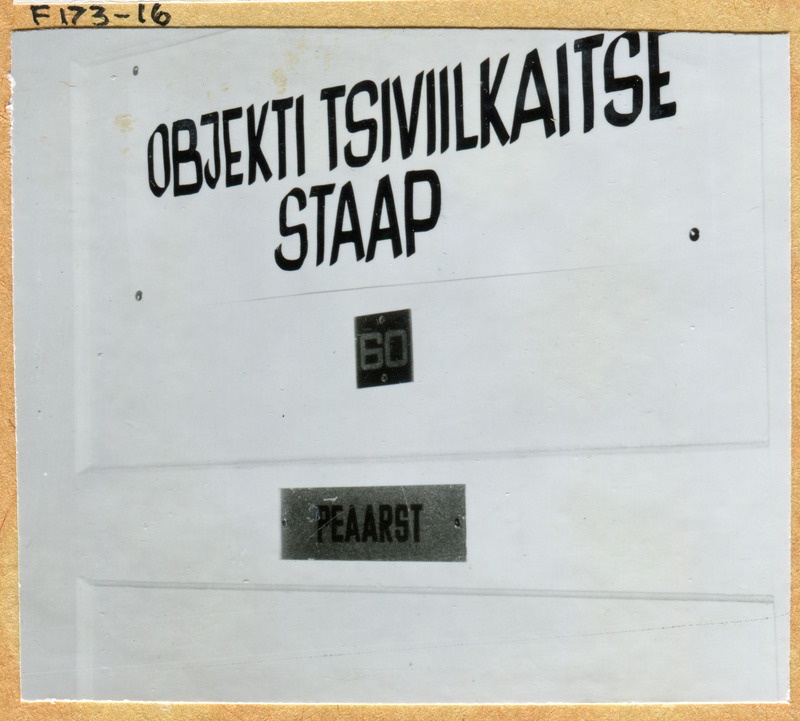 F173-16
OBJEKTI TSIVIILKAITSE
STAAP
60
PEAARST